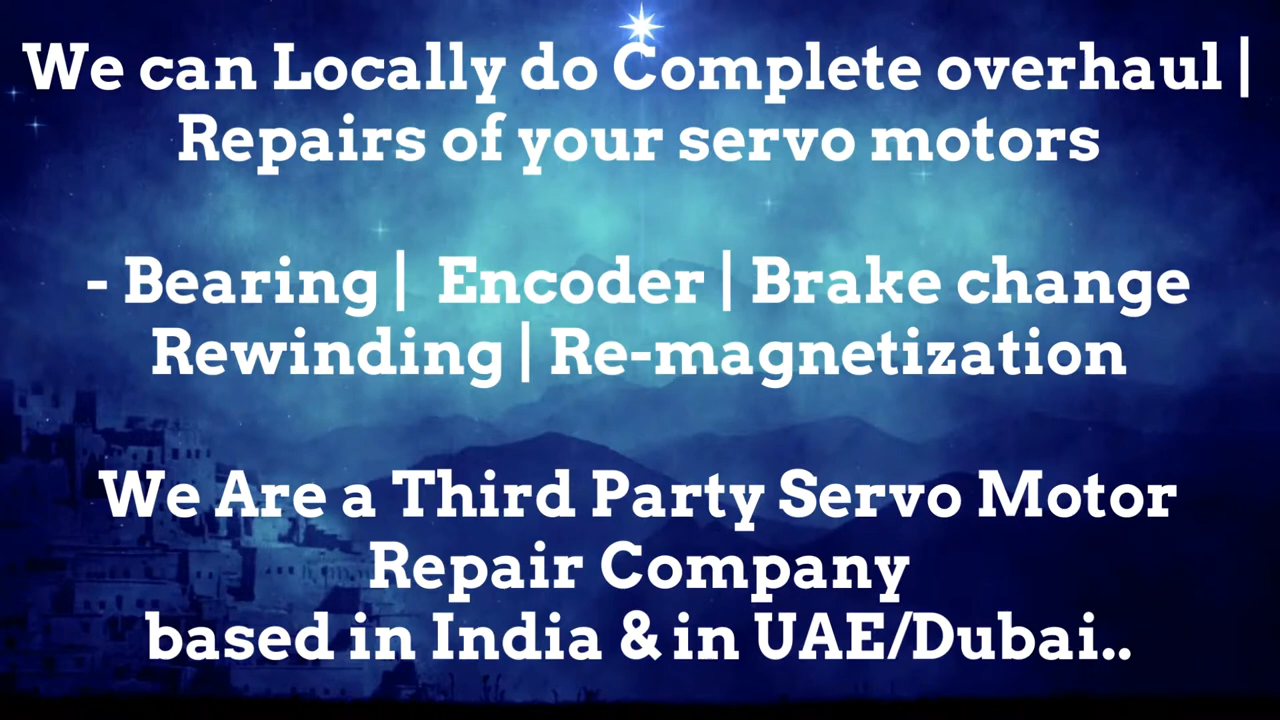 We can Locally do Complete overhaul |
Repairs of your servo motors
- Bearing | Encoder | Brake change
Rewinding | Re-magnetization
We Are a Third Party Servo Motor
Repair Company
based in India & in UAE/Dubai..